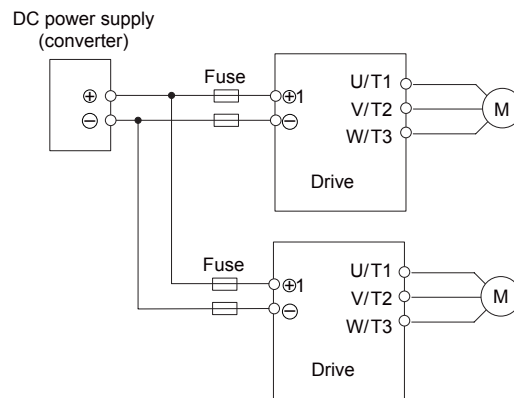 DC power supply
(converter)
Fuse
⊕
⊖
⊕1
⊖
U/T1
V/T2
W/T3
M
Drive
Fuse
⊕1
⊖
U/T1
V/T2
W/T3
M
Drive